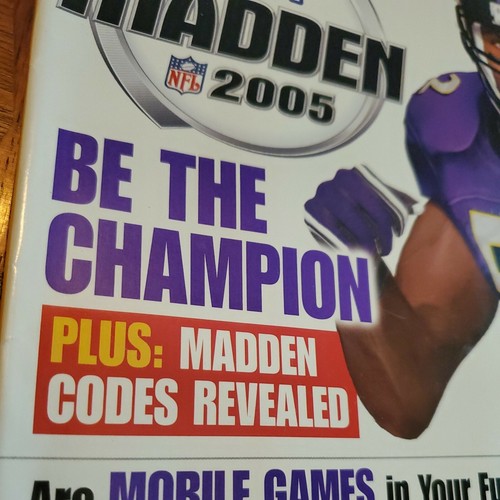 MADDEN
NFL
2005
BE THE
CHAMPION
PLUS: MADDEN
CODES REVEALED
Are MOBILE GAMES in Your